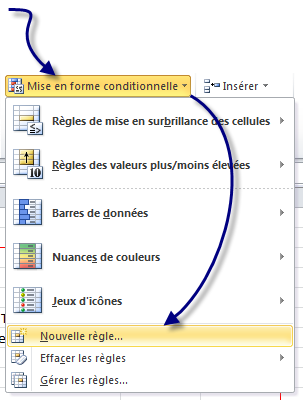 Mise en forme conditionnelle Insérer
Règles de mise en surbrillance des cellules
Règles des valeurs plus/moins élevées
10
Barres de données
Nuances de couleurs
Jeux d'icônes
Nouvelle règle...
Effacer les règles
Gérer les règles...